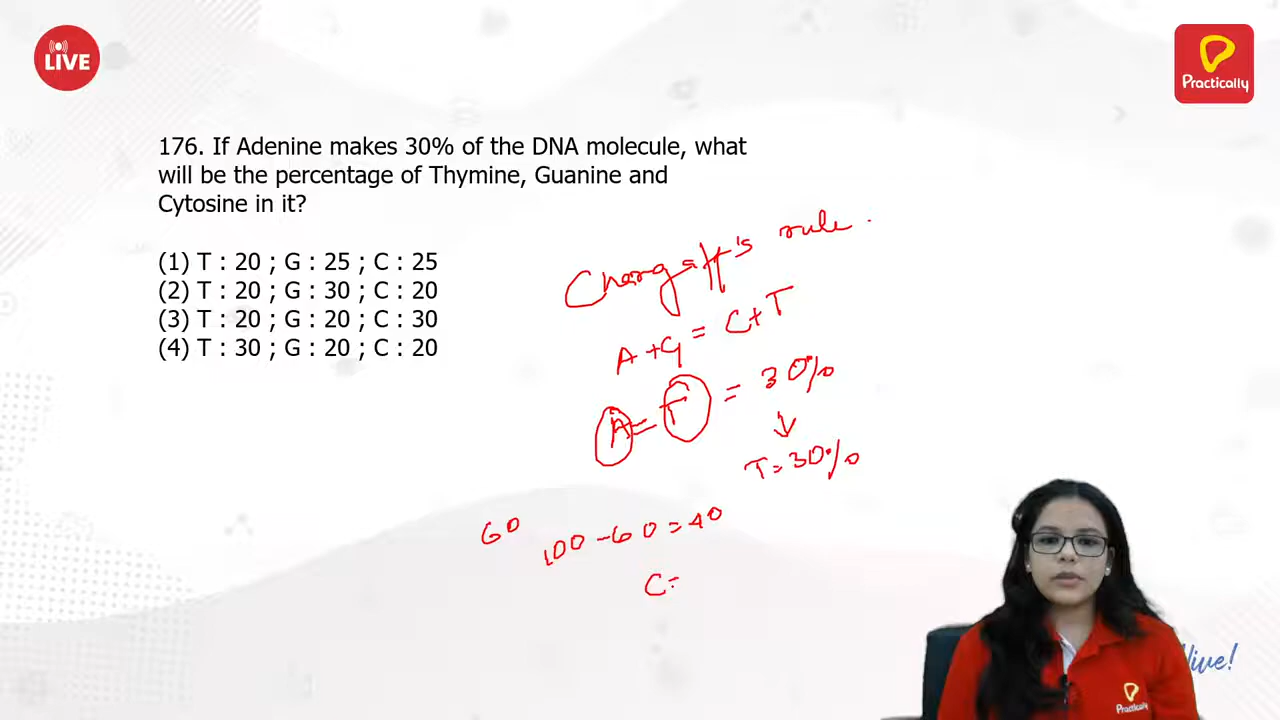 LIVE
Practically
176. If Adenine makes 30% of the DNA molecule, what
will be the percentage of Thymine, Guanine and
Cytosine in it?
(1) T : 20 ; G : 25 ; C : 25
(2) T : 20 ; G : 30 ; C : 20
(3) T : 20 ; G : 20 ; C : 30
(4) T : 30 ; G : 20 ; C : 20
Chargaff's rule.
A+G = C+T
A = T = 30%
↓
T=30%
60
100-60=40
C=
Practically
live!